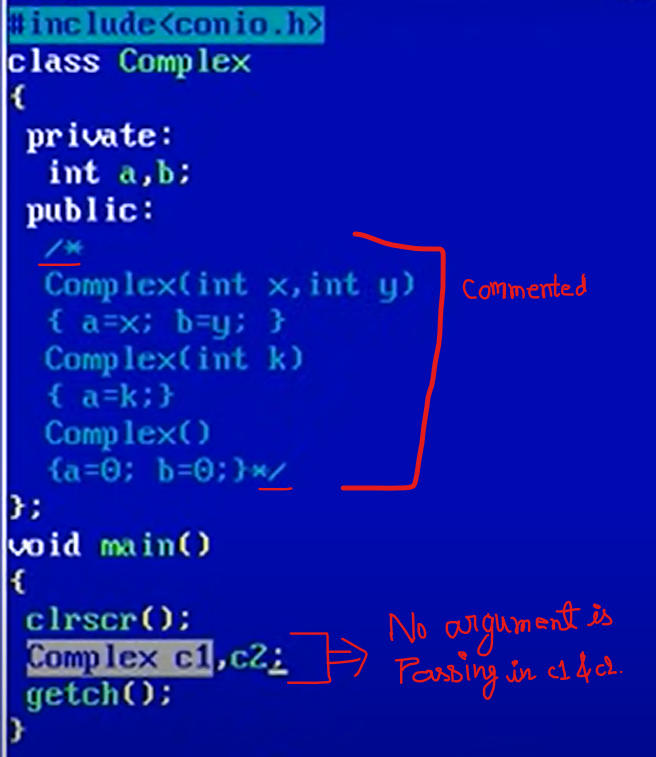 #include<conio.h>
class Complex
{
private:
int a,b;
public:
/*
Complex(int x,int y)
{ a=x; b=y; }
Complex(int k)
{ a=k;}
Complex()
{a=0; b=0;}*/
};
Commented
void main()
{
clrscr();
Complex c1,c2;
getch();
}
No argument is
Passing in c1 & c2.